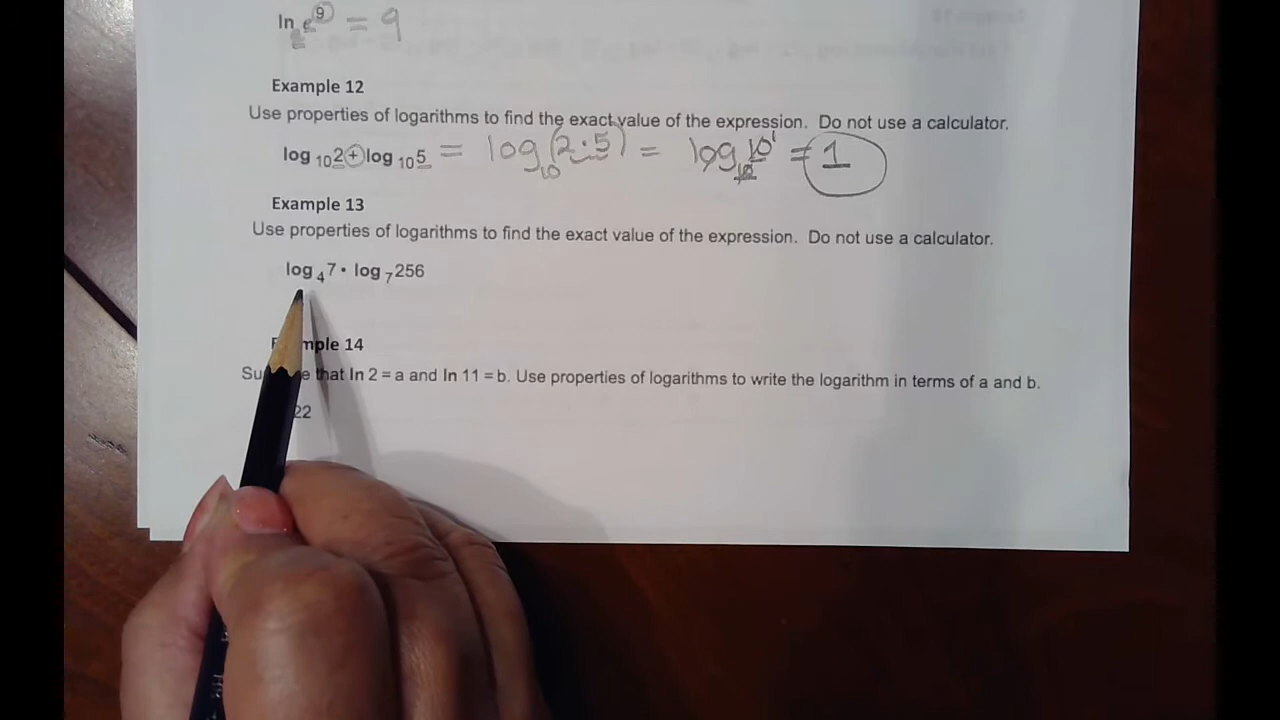 ln e^9 = 9
Example 12
Use properties of logarithms to find the exact value of the expression. Do not use a calculator.
log ₁₀2 + log ₁₀5 = log₁₀(2·5) = log₁₀10¹ = 1
Example 13
Use properties of logarithms to find the exact value of the expression. Do not use a calculator.
log ₄7 · log ₇256
Example 14
that ln 2 = a and ln 11 = b. Use properties of logarithms to write the logarithm in terms of a and b.
22